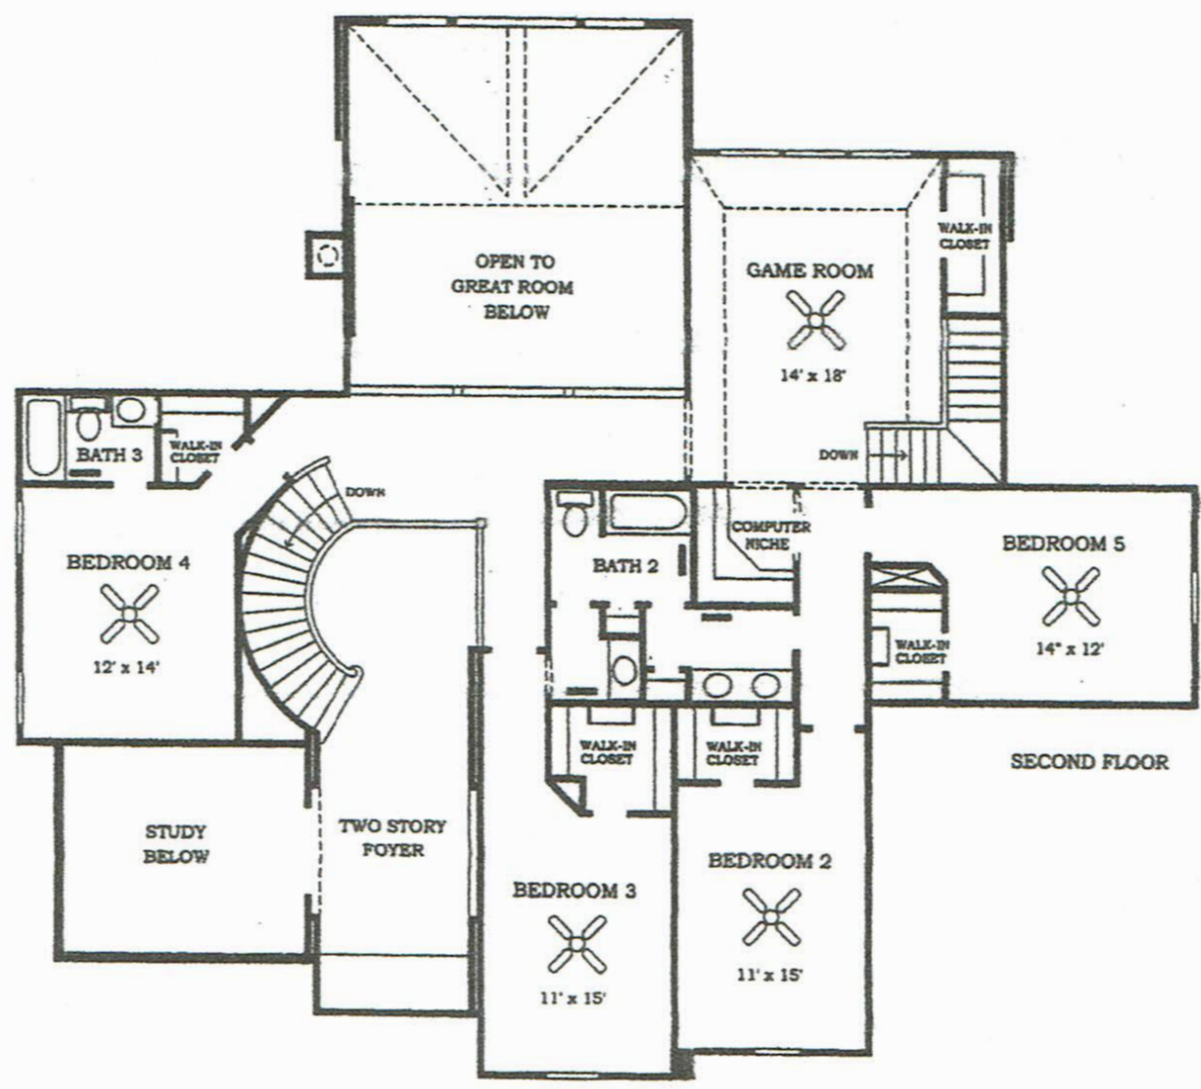 OPEN TO
GREAT ROOM
BELOW
WALK-IN
CLOSET
GAME ROOM
14' x 18'
BATH 3
WALK-IN
CLOSET
DOWN
DOWN
COMPUTER
NICHE
BEDROOM 5
14" x 12'
BEDROOM 4
12' x 14'
BATH 2
WALK-IN
CLOSET
WALK-IN
CLOSET
WALK-IN
CLOSET
SECOND FLOOR
STUDY
BELOW
TWO STORY
FOYER
BEDROOM 3
11' x 15'
BEDROOM 2
11' x 15'